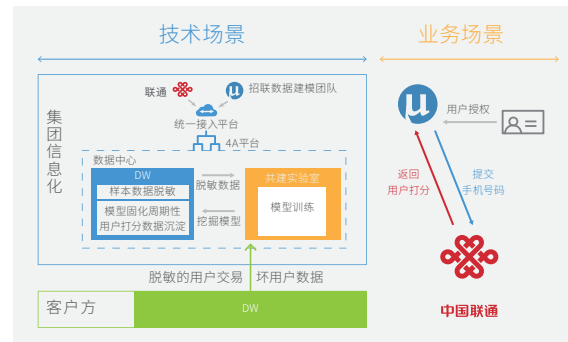 技术场景
业务场景
集团信息化
联通
招联数据建模团队
统一接入平台
4A平台
数据中心
DW
样本数据脱敏
模型固化周期性
用户打分数据沉淀
脱敏数据
挖掘模型
共建实验室
模型训练
脱敏的用户交易 坏用户数据
客户方
DW
μ
用户授权
返回
用户打分
提交
手机号码
中国联通